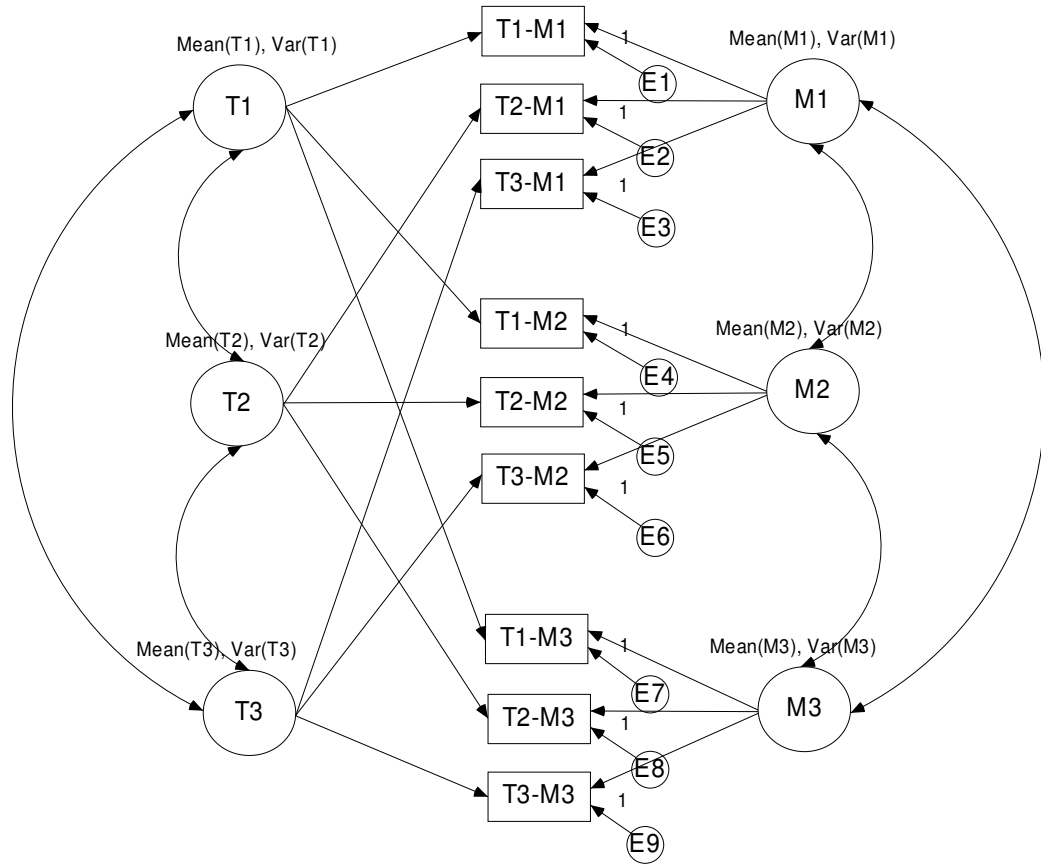 T1-M1
Mean(T1), Var(T1)
1
Mean(M1), Var(M1)
E1
T1
T2-M1
M1
1
E2
T3-M1
1
E3
T1-M2
1
Mean(M2), Var(M2)
Mean(T2), Var(T2)
E4
T2
T2-M2
M2
1
E5
T3-M2
1
E6
T1-M3
1
Mean(T3), Var(T3)
Mean(M3), Var(M3)
E7
T3
T2-M3
M3
1
E8
T3-M3
1
E9